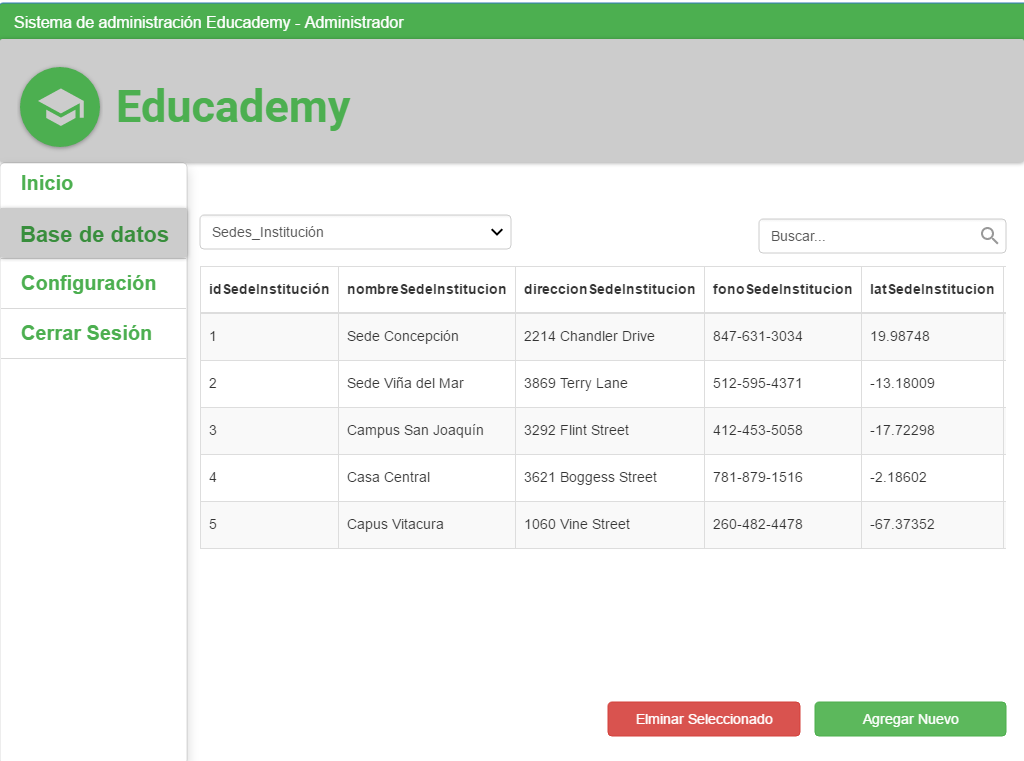 Sistema de administración Educademy - Administrador
Educademy
Inicio
Base de datos
Configuración
Cerrar Sesión
Sedes_Institución
Buscar...
idSedeInstitución nombreSedeInstitucion direccionSedeInstitucion fonoSedeInstitucion latSedeInstitucion
1 Sede Concepción 2214 Chandler Drive 847-631-3034 19.98748
2 Sede Viña del Mar 3869 Terry Lane 512-595-4371 -13.18009
3 Campus San Joaquín 3292 Flint Street 412-453-5058 -17.72298
4 Casa Central 3621 Boggess Street 781-879-1516 -2.18602
5 Capus Vitacura 1060 Vine Street 260-482-4478 -67.37352
Elminar Seleccionado Agregar Nuevo